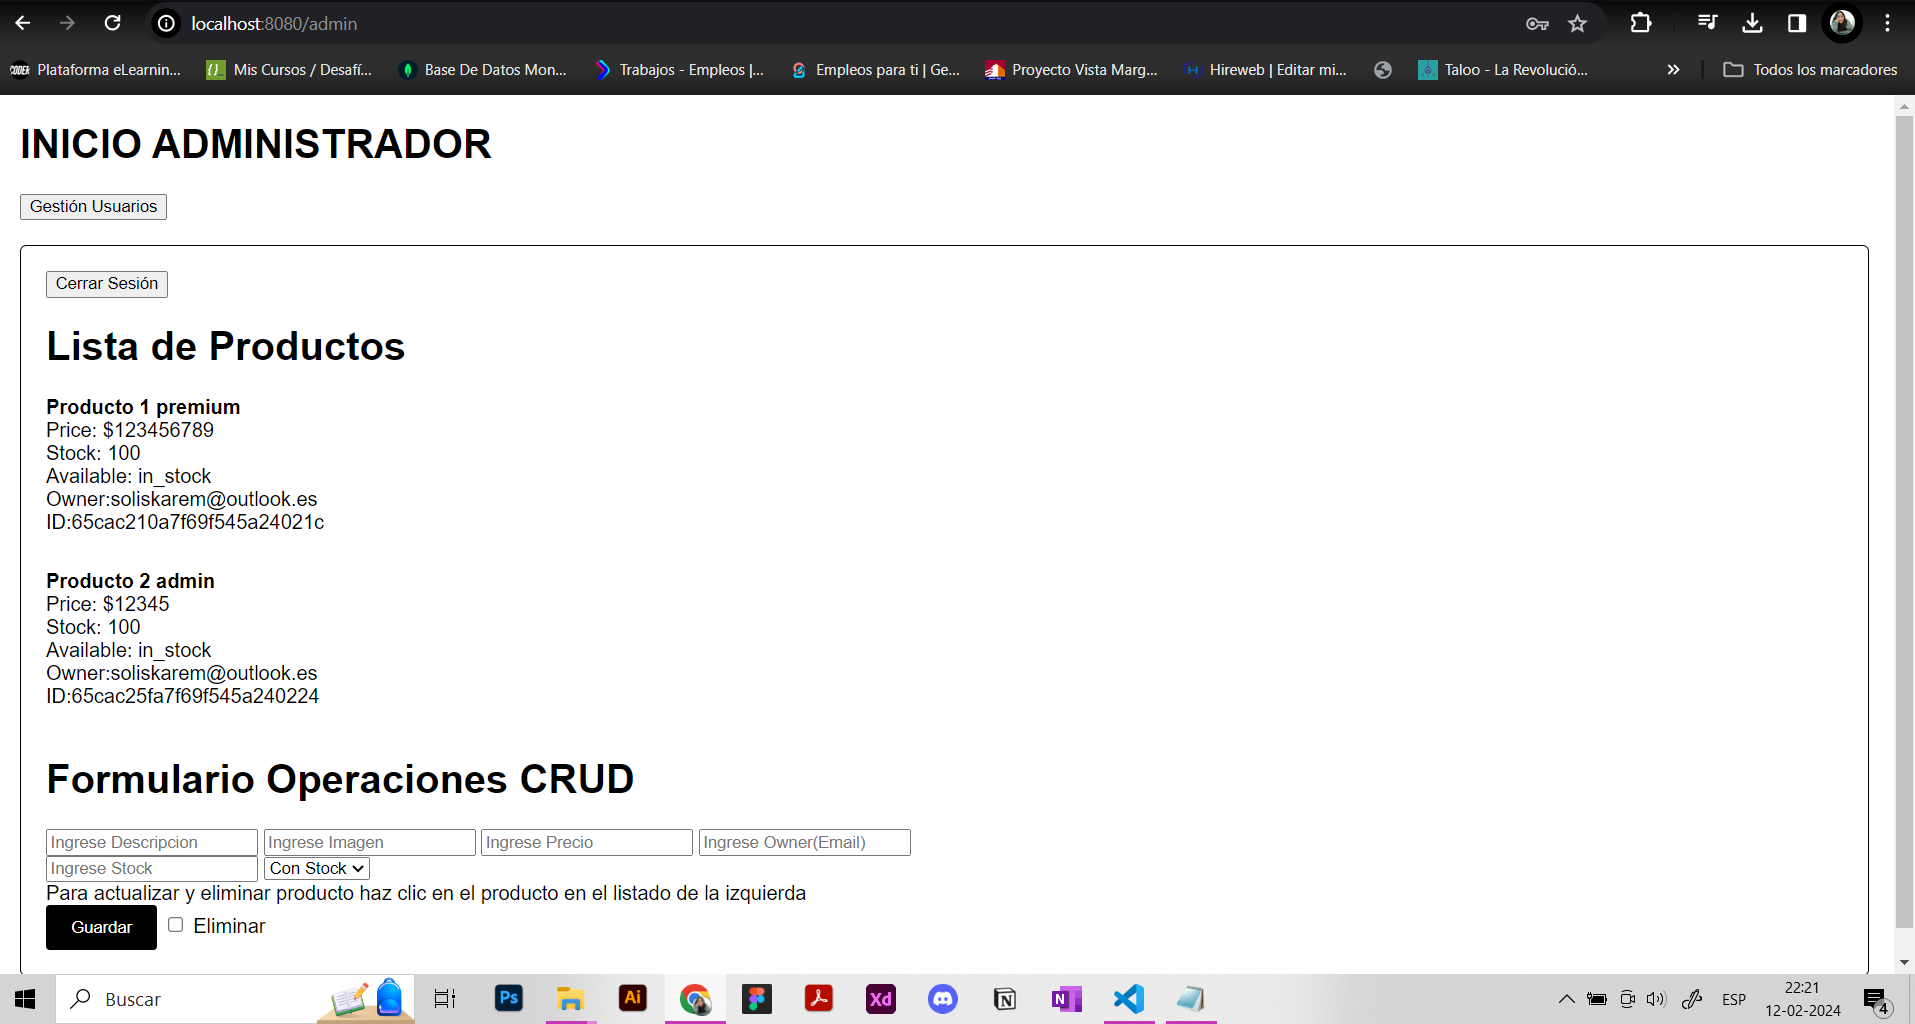 localhost:8080/admin
CODER Plataforma eLearnin... Mis Cursos / Desafí... Base De Datos Mon... Trabajos - Empleos |... Empleos para ti | Ge... Proyecto Vista Marg... Hireweb | Editar mi... Taloo - La Revolució... » Todos los marcadores
INICIO ADMINISTRADOR
Gestión Usuarios
Cerrar Sesión
Lista de Productos
Producto 1 premium
Price: $123456789
Stock: 100
Available: in_stock
Owner:soliskarem@outlook.es
ID:65cac210a7f69f545a24021c
Producto 2 admin
Price: $12345
Stock: 100
Available: in_stock
Owner:soliskarem@outlook.es
ID:65cac25fa7f69f545a240224
Formulario Operaciones CRUD
Ingrese Descripcion Ingrese Imagen Ingrese Precio Ingrese Owner(Email)
Ingrese Stock Con Stock
Para actualizar y eliminar producto haz clic en el producto en el listado de la izquierda
Guardar Eliminar
Buscar Ps Ai Xd N N ESP 22:21
12-02-2024 4